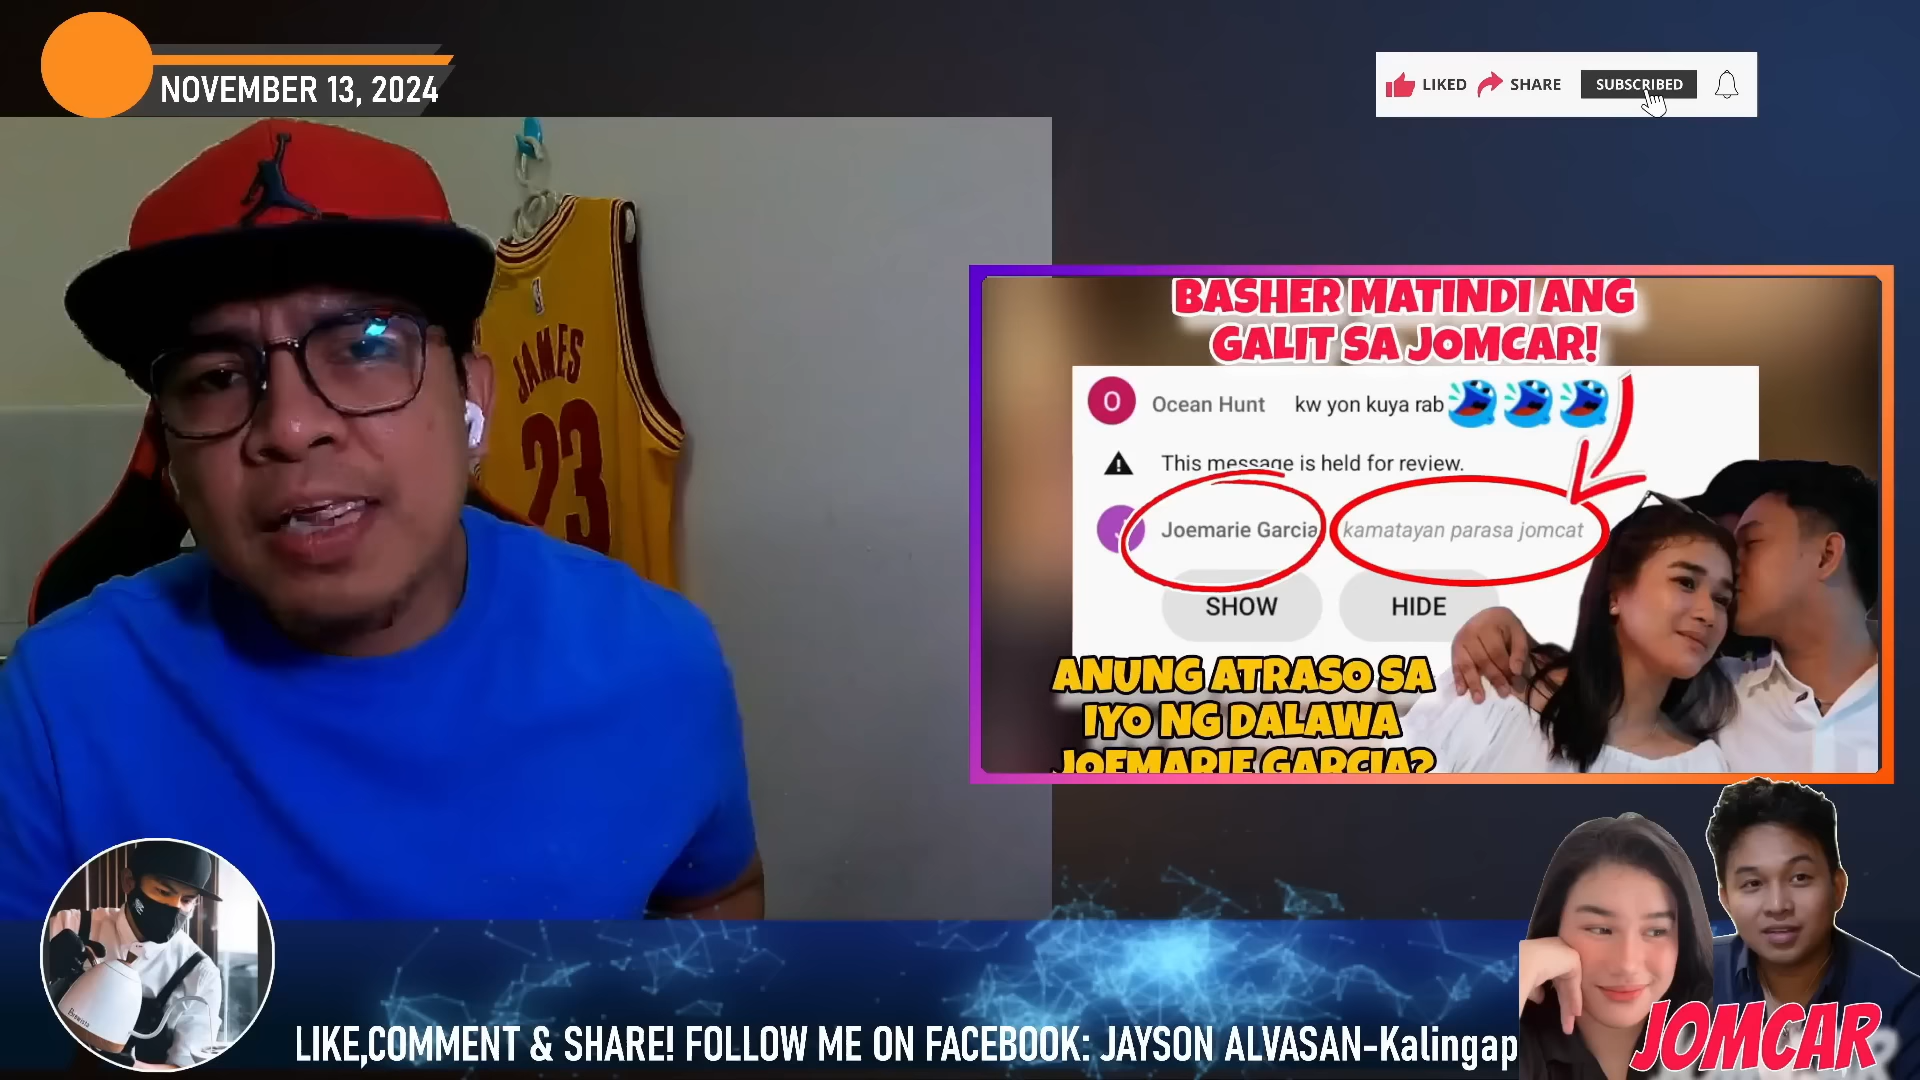 NOVEMBER 13, 2024
LIKED SHARE SUBSCRIBED
JAMES
23
BASHER MATINDI ANG
GALIT SA JOMCAR!
O Ocean Hunt kw yon kuya rab
This message is held for review.
J Joemarie Garcia kamatayan parasa jomcat
SHOW HIDE
ANUNG ATRASO SA
IYO NG DALAWA
JOEMARIE GARCIA?
LIKE,COMMENT & SHARE! FOLLOW ME ON FACEBOOK: JAYSON ALVASAN-Kalingap
JOMCAR